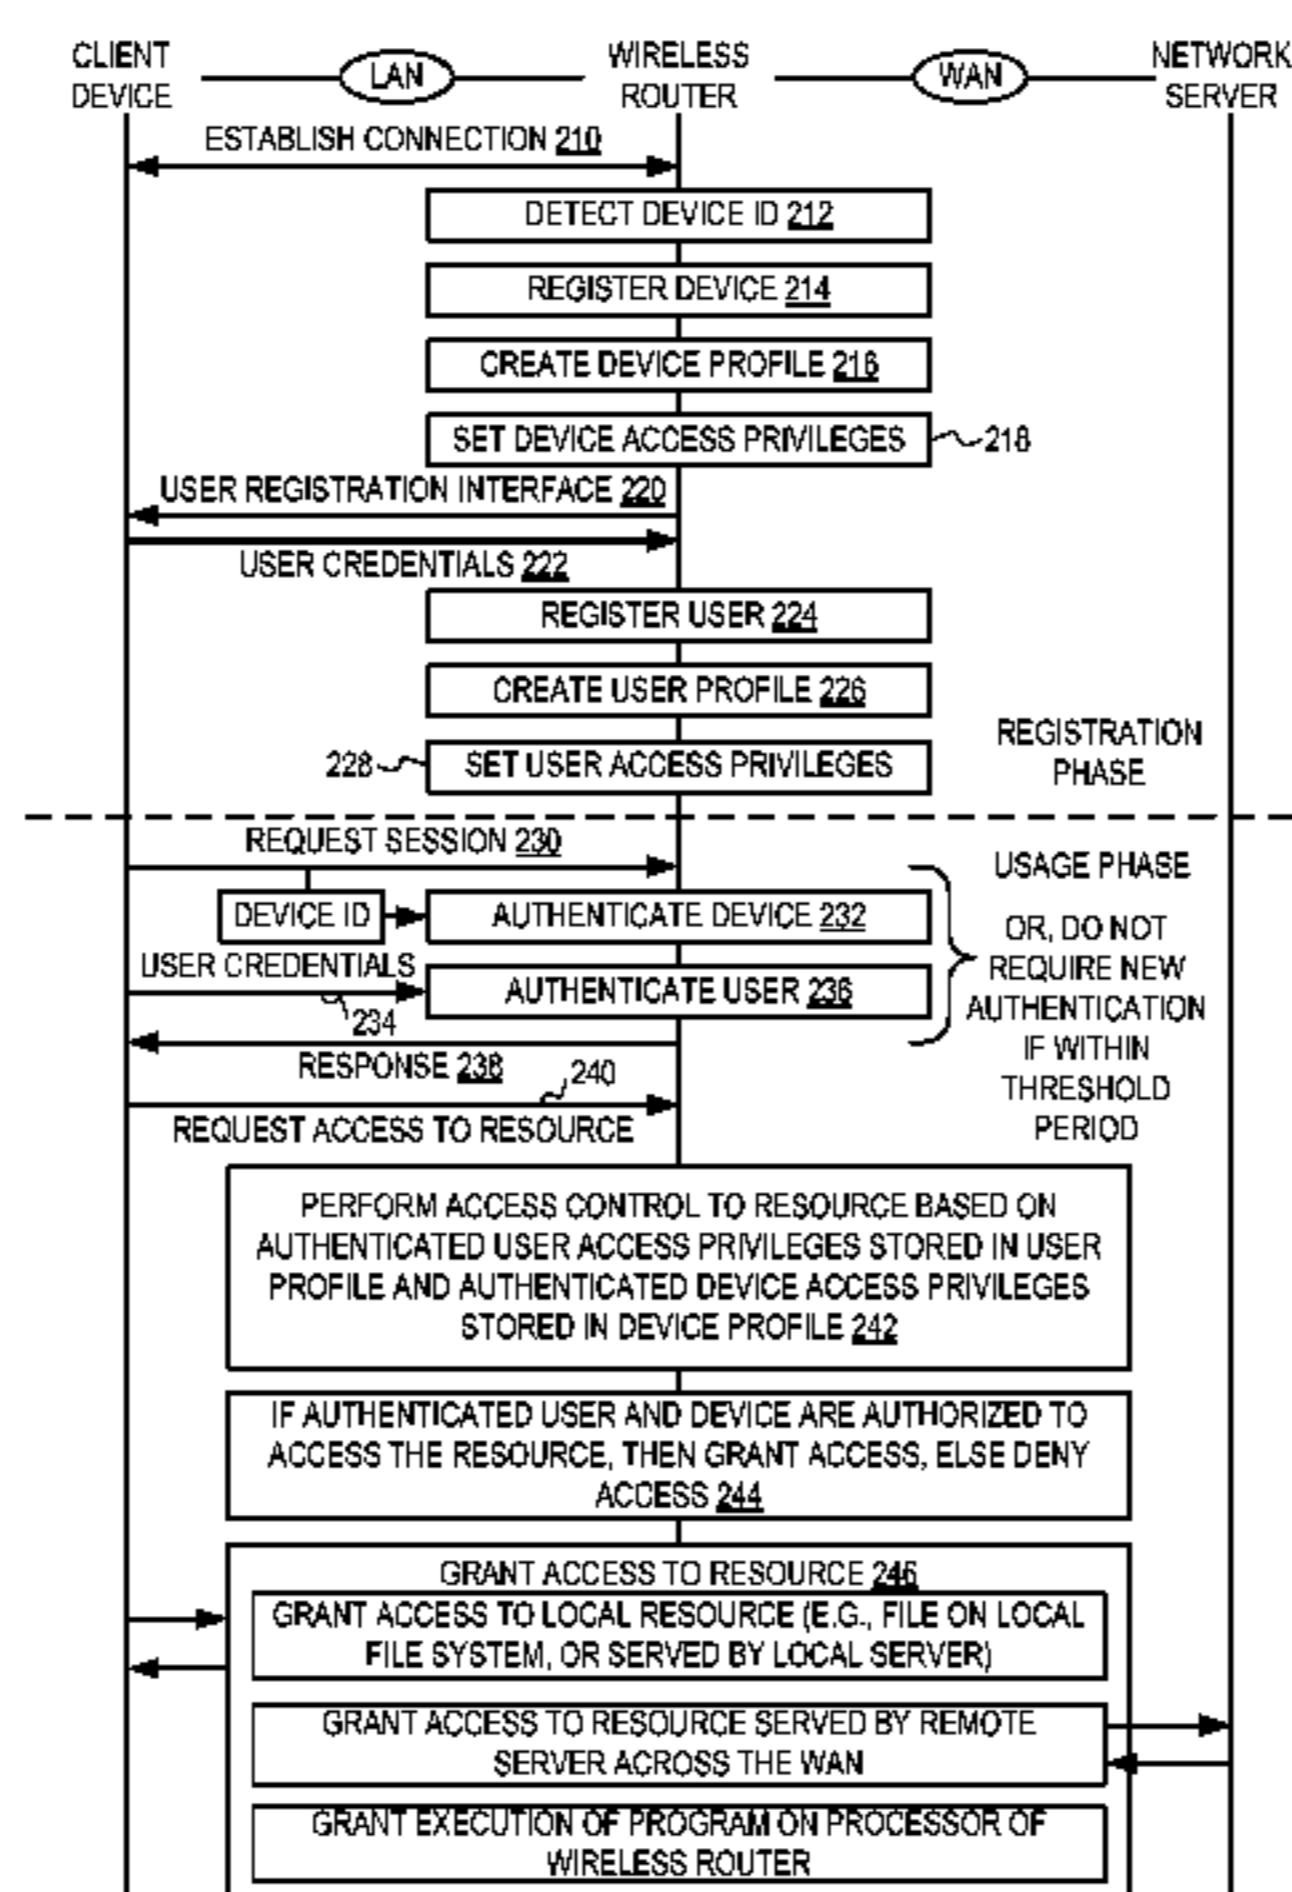 CLIENT DEVICE
LAN
WIRELESS ROUTER
WAN
NETWORK SERVER
ESTABLISH CONNECTION 210
DETECT DEVICE ID 212
REGISTER DEVICE 214
CREATE DEVICE PROFILE 216
SET DEVICE ACCESS PRIVILEGES
218
USER REGISTRATION INTERFACE 220
USER CREDENTIALS 222
REGISTER USER 224
CREATE USER PROFILE 226
228
SET USER ACCESS PRIVILEGES
REGISTRATION
PHASE
REQUEST SESSION 230
USAGE PHASE
DEVICE ID
AUTHENTICATE DEVICE 232
USER CREDENTIALS
234
AUTHENTICATE USER 236
OR, DO NOT
REQUIRE NEW
AUTHENTICATION
IF WITHIN
THRESHOLD
PERIOD
RESPONSE 238
240
REQUEST ACCESS TO RESOURCE
PERFORM ACCESS CONTROL TO RESOURCE BASED ON
AUTHENTICATED USER ACCESS PRIVILEGES STORED IN USER
PROFILE AND AUTHENTICATED DEVICE ACCESS PRIVILEGES
STORED IN DEVICE PROFILE 242
IF AUTHENTICATED USER AND DEVICE ARE AUTHORIZED TO
ACCESS THE RESOURCE, THEN GRANT ACCESS, ELSE DENY
ACCESS 244
GRANT ACCESS TO RESOURCE 246
GRANT ACCESS TO LOCAL RESOURCE (E.G., FILE ON LOCAL
FILE SYSTEM, OR SERVED BY LOCAL SERVER)
GRANT ACCESS TO RESOURCE SERVED BY REMOTE
SERVER ACROSS THE WAN
GRANT EXECUTION OF PROGRAM ON PROCESSOR OF
WIRELESS ROUTER